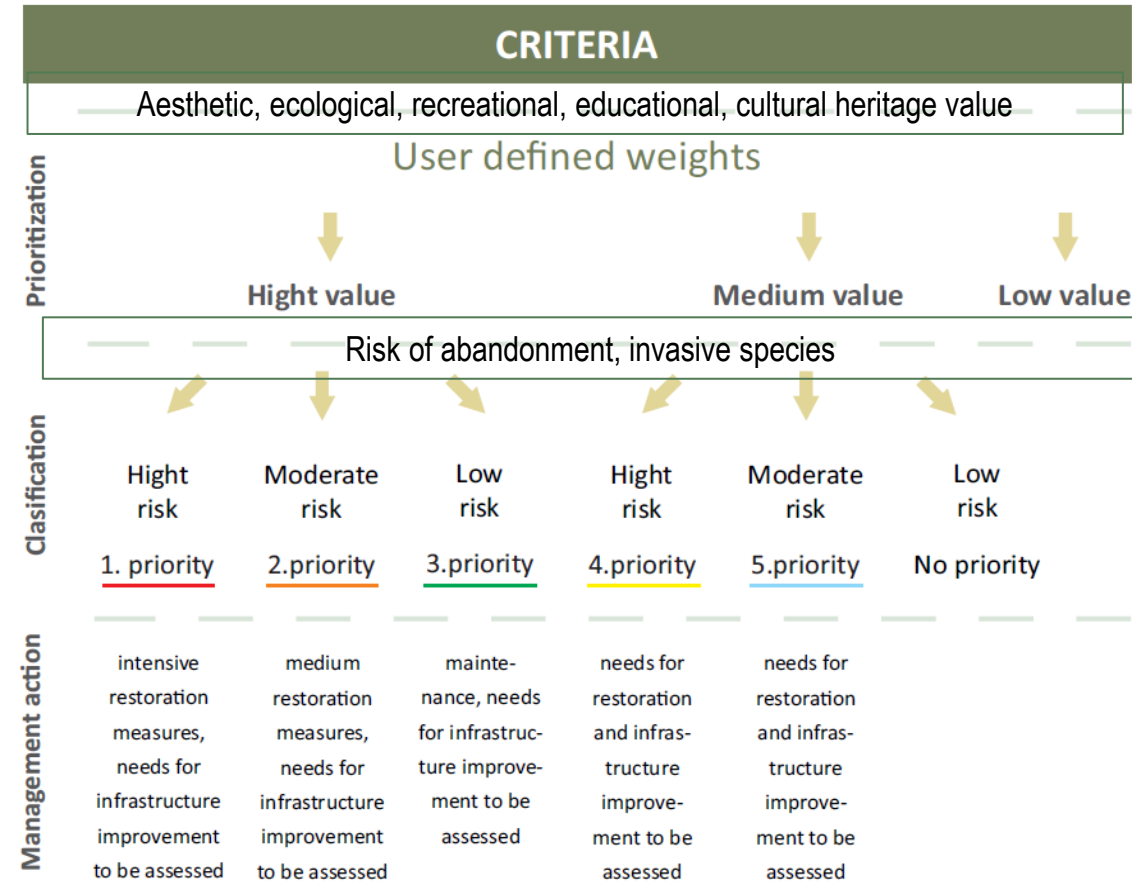 CRITERIA
Aesthetic, ecological, recreational, educational, cultural heritage value
User defined weights
Prioritization
Hight value
Medium value
Low value
Risk of abandonment, invasive species
Clasification
Hight
risk
1. priority
Moderate
risk
2.priority
Low
risk
3.priority
Hight
risk
4.priority
Moderate
risk
5.priority
Low
risk
No priority
Management action
intensive
restoration
measures,
needs for
infrastructure
improvement
to be assessed
medium
restoration
measures,
needs for
infrastructure
improvement
to be assessed
mainte-
nance, needs
for infrastruc-
ture improve-
ment to be
assessed
needs for
restoration
and infras-
tructure
improve-
ment to be
assessed
needs for
restoration
and infras-
tructure
improve-
ment to be
assessed